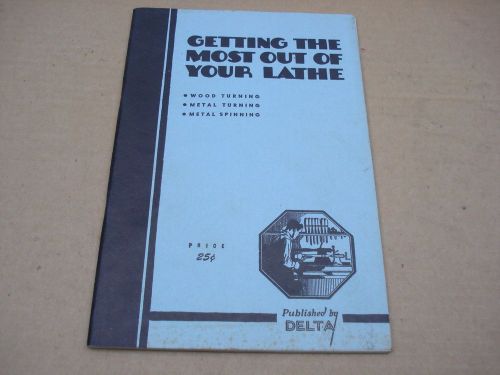 GETTING THE
MOST OUT OF
YOUR LATHE
• WOOD TURNING
• METAL TURNING
• METAL SPINNING
PRICE
25¢
Published by
DELTA